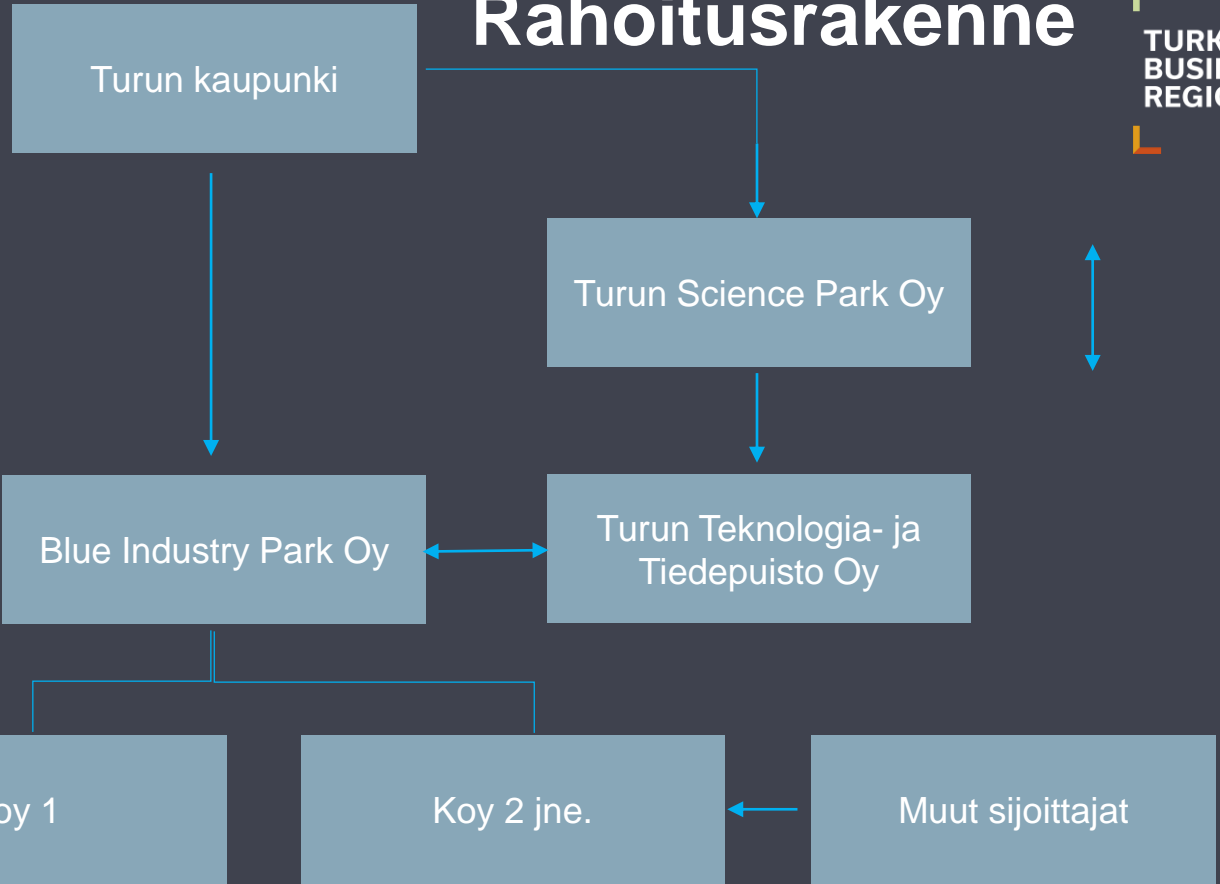 Rahoitusrakenne
Turun kaupunki
Turun Science Park Oy
Blue Industry Park Oy
Turun Teknologia- ja
Tiedepuisto Oy
1
Koy 2 jne.
Muut sijoittajat